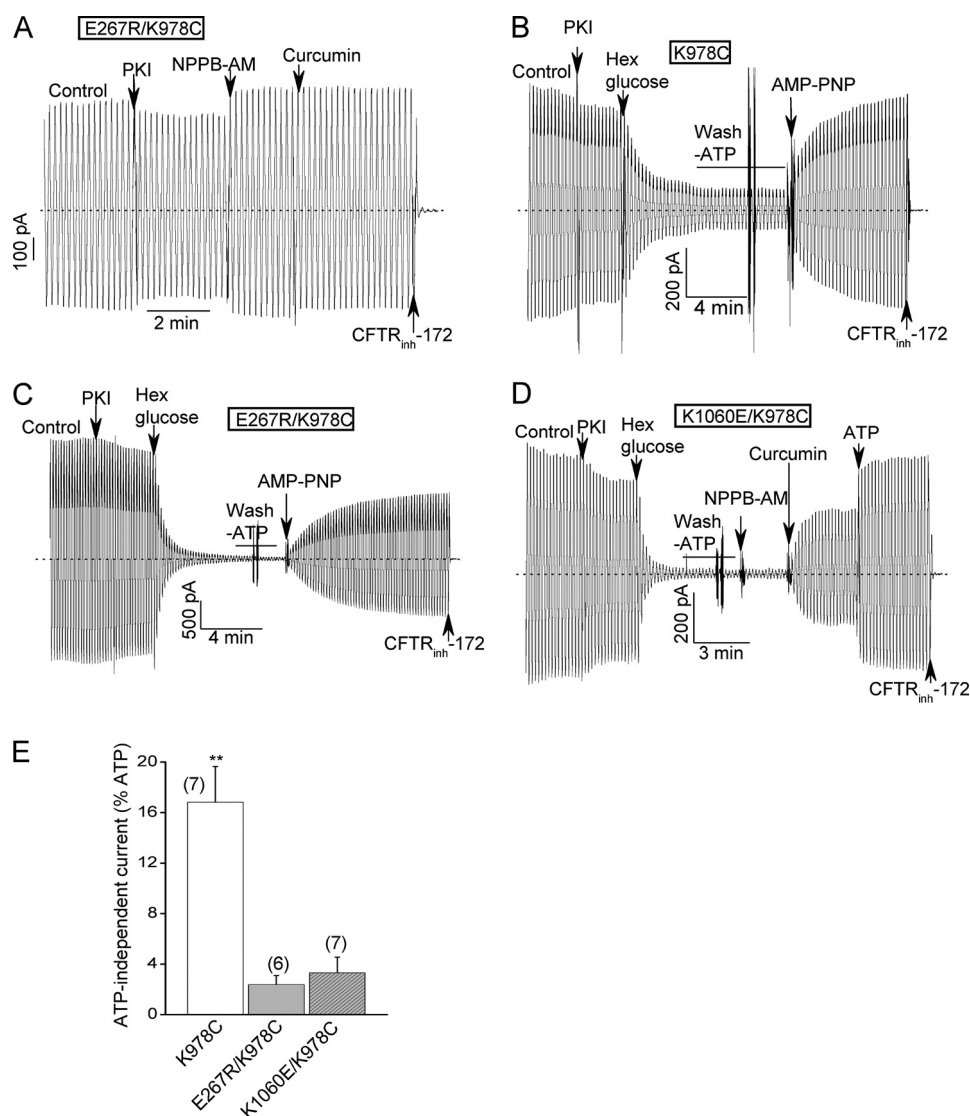 A
E267R/K978C
Control
PKI
NPPB-AM
Curcumin
100 pA
2 min
CFTRinh-172
B
PKI
K978C
Control
Hex
glucose
AMP-PNP
Wash
-ATP
200 pA
4 min
CFTRinh-172
C
PKI
Hex
glucose
E267R/K978C
Control
AMP-PNP
Wash
-ATP
500 pA
4 min
CFTRinh-172
D
K1060E/K978C
Control
PKI
Hex
glucose
Curcumin
ATP
NPPB-AM
Wash
-ATP
200 pA
3 min
CFTRinh-172
E
ATP-independent current (% ATP)
20
16
12
8
4
0
(7)
**
(6)
(7)
K978C
E267R/K978C
K1060E/K978C